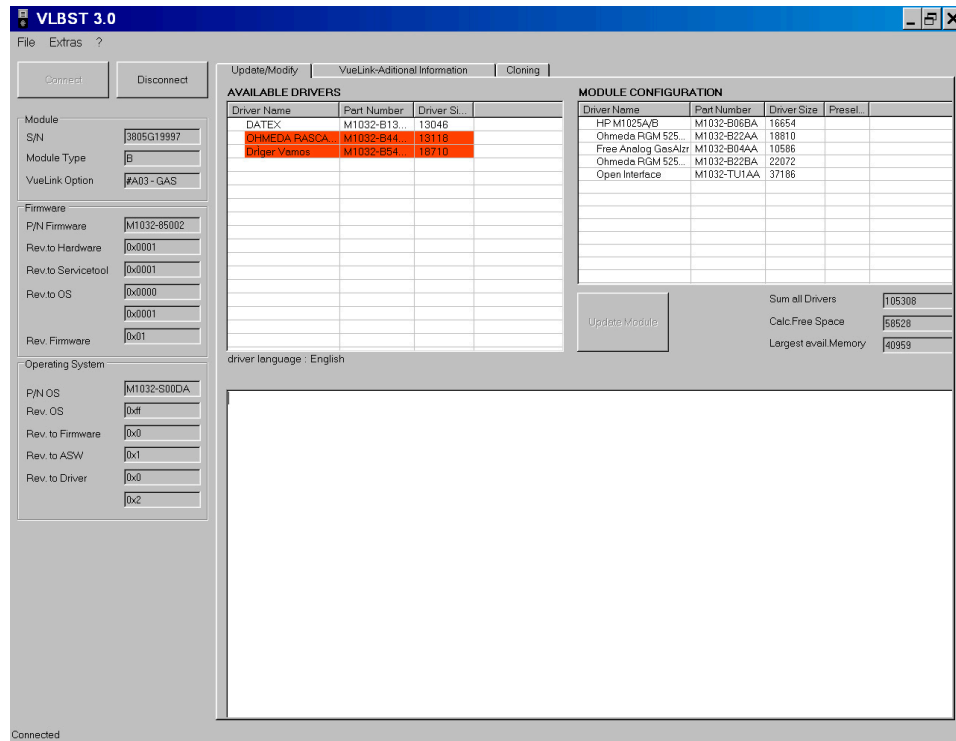 VLBST 3.0
File Extras ?
Connect Disconnect
Module
S/N 3805G19997
Module Type B
VueLink Option #A03 - GAS
Firmware
P/N Firmware M1032-85002
Rev.to Hardware 0x0001
Rev.to Servicetool 0x0001
Rev.to OS 0x0000
0x0001
Rev. Firmware 0x01
Operating System
P/N OS M1032-S00DA
Rev. OS 0xff
Rev. to Firmware 0x0
Rev. to ASW 0x1
Rev. to Driver 0x0
0x2
Update/Modify VueLink-Aditional Information Cloning
AVAILABLE DRIVERS
Driver Name Part Number Driver Si...
DATEX M1032-B13... 13046
OHMEDA RASCA... M1032-B44... 13118
Drlger Vamos M1032-B54... 18710
driver language : English
MODULE CONFIGURATION
Driver Name Part Number Driver Size Presel...
HP M1025A/B M1032-B06BA 16654
Ohmeda RGM 525... M1032-B22AA 18810
Free Analog GasAlzr M1032-B04AA 10586
Ohmeda RGM 525... M1032-B22BA 22072
Open Interface M1032-TU1AA 37186
Update Module
Sum all Drivers 105308
Calc.Free Space 58528
Largest avail.Memory 40959
Connected